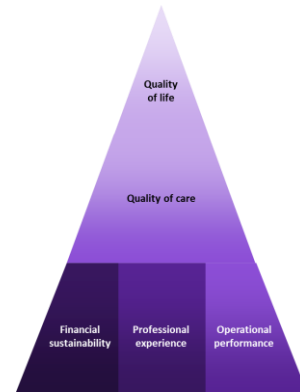 Quality
of life
Quality of care
Financial
sustainability
Professional
experience
Operational
performance